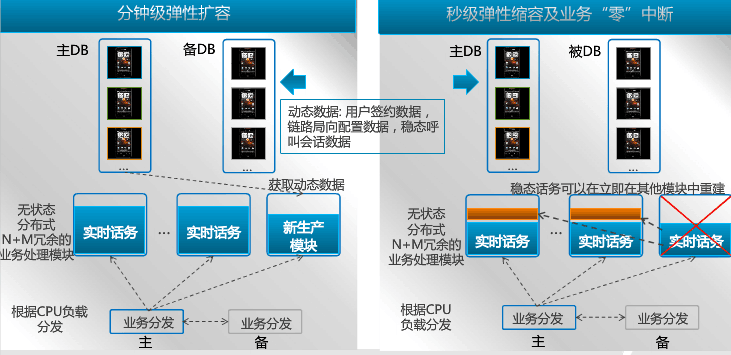 分钟级弹性扩容
主DB
备DB
...
...
获取动态数据
无状态
分布式
N+M冗余的
业务处理模块
实时话务
...
实时话务
新生产
模块
根据CPU负载
分发
业务分发
业务分发
主
备
动态数据: 用户签约数据，
链路局向配置数据，稳态呼
叫会话数据
秒级弹性缩容及业务“零”中断
主DB
被DB
...
...
稳态话务可以在立即在其他模块中重建
无状态
分布式
N+M冗余的
业务处理模块
实时话务
...
实时话务
实时话务
根据CPU
负载分发
业务分发
业务分发
主
备